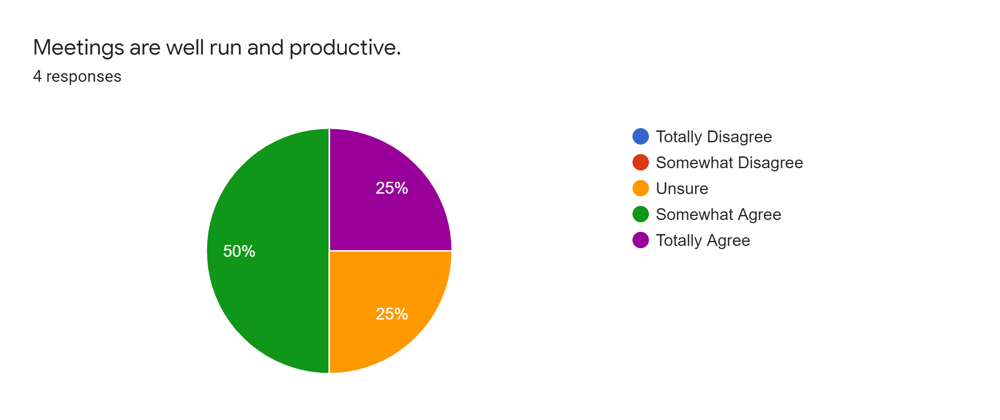 Meetings are well run and productive.
4 responses
25%
50%
25%
Totally Disagree
Somewhat Disagree
Unsure
Somewhat Agree
Totally Agree